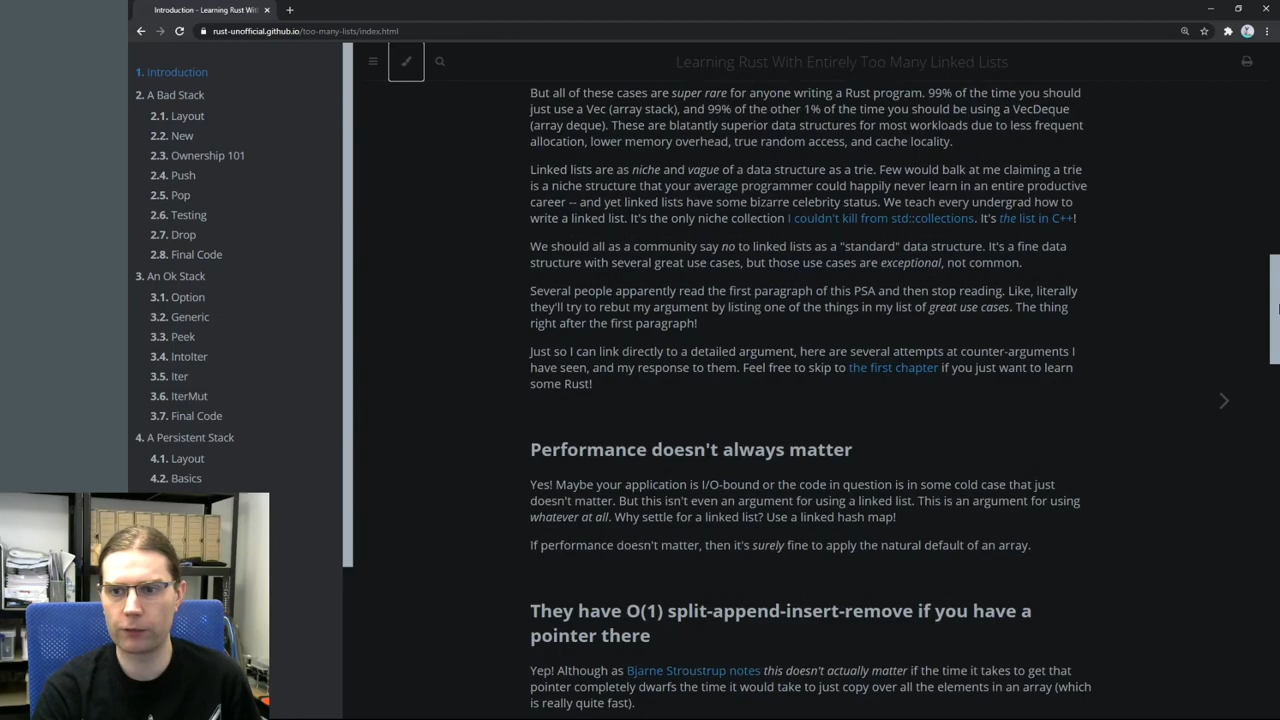 Introduction - Learning Rust Wit
rust-unofficial.github.io/too-many-lists/index.html
1. Introduction
2. A Bad Stack
2.1. Layout
2.2. New
2.3. Ownership 101
2.4. Push
2.5. Pop
2.6. Testing
2.7. Drop
2.8. Final Code
3. An Ok Stack
3.1. Option
3.2. Generic
3.3. Peek
3.4. IntoIter
3.5. Iter
3.6. IterMut
3.7. Final Code
4. A Persistent Stack
4.1. Layout
4.2. Basics
Learning Rust With Entirely Too Many Linked Lists
But all of these cases are super rare for anyone writing a Rust program. 99% of the time you should
just use a Vec (array stack), and 99% of the other 1% of the time you should be using a VecDeque
(array deque). These are blatantly superior data structures for most workloads due to less frequent
allocation, lower memory overhead, true random access, and cache locality.
Linked lists are as niche and vague of a data structure as a trie. Few would balk at me claiming a trie
is a niche structure that your average programmer could happily never learn in an entire productive
career -- and yet linked lists have some bizarre celebrity status. We teach every undergrad how to
write a linked list. It's the only niche collection I couldn't kill from std::collections. It's the list in C++!
We should all as a community say no to linked lists as a "standard" data structure. It's a fine data
structure with several great use cases, but those use cases are exceptional, not common.
Several people apparently read the first paragraph of this PSA and then stop reading. Like, literally
they'll try to rebut my argument by listing one of the things in my list of great use cases. The thing
right after the first paragraph!
Just so I can link directly to a detailed argument, here are several attempts at counter-arguments I
have seen, and my response to them. Feel free to skip to the first chapter if you just want to learn
some Rust!
Performance doesn't always matter
Yes! Maybe your application is I/O-bound or the code in question is in some cold case that just
doesn't matter. But this isn't even an argument for using a linked list. This is an argument for using
whatever at all. Why settle for a linked list? Use a linked hash map!
If performance doesn't matter, then it's surely fine to apply the natural default of an array.
They have O(1) split-append-insert-remove if you have a
pointer there
Yep! Although as Bjarne Stroustrup notes this doesn't actually matter if the time it takes to get that
pointer completely dwarfs the time it would take to just copy over all the elements in an array (which
is really quite fast).